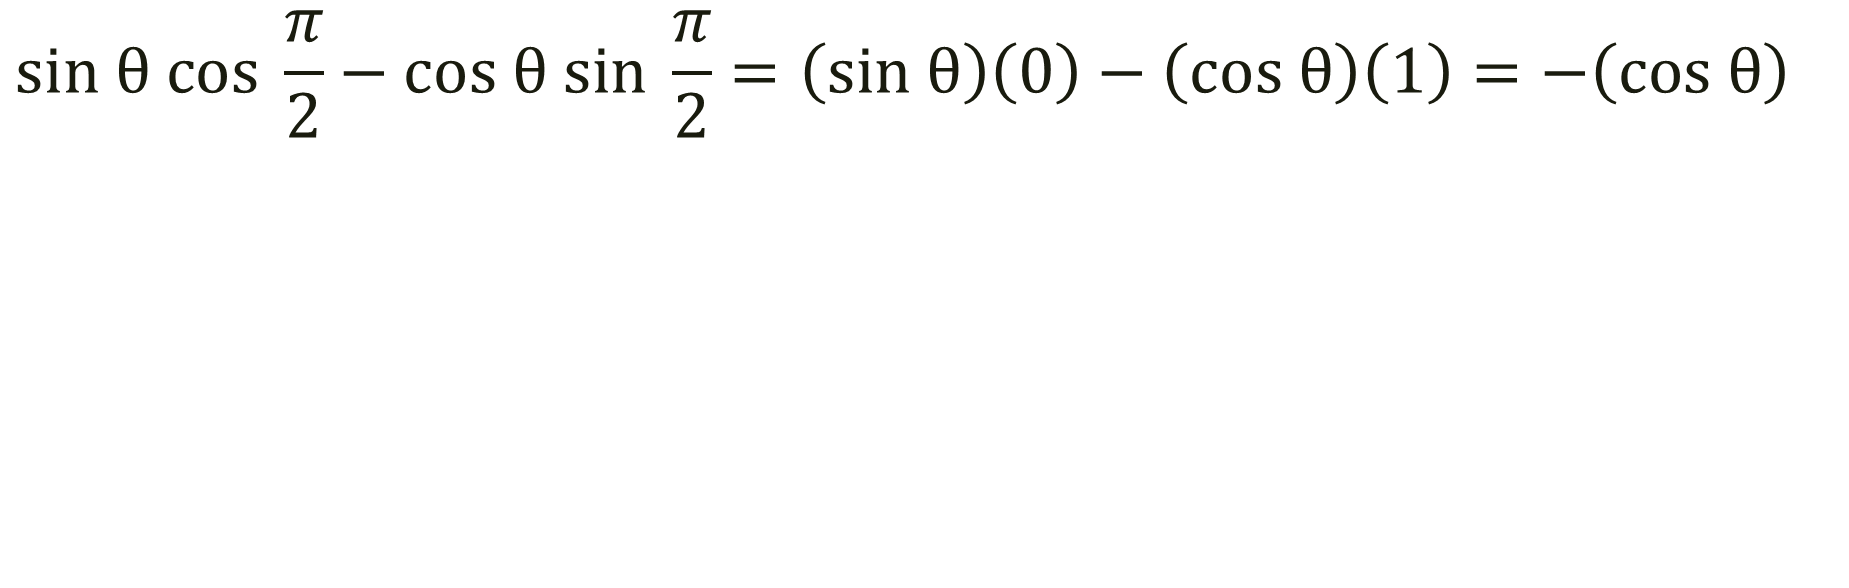 sin θ cos π/2 − cos θ sin π/2 = (sin θ)(0) − (cos θ)(1) = −(cos θ)